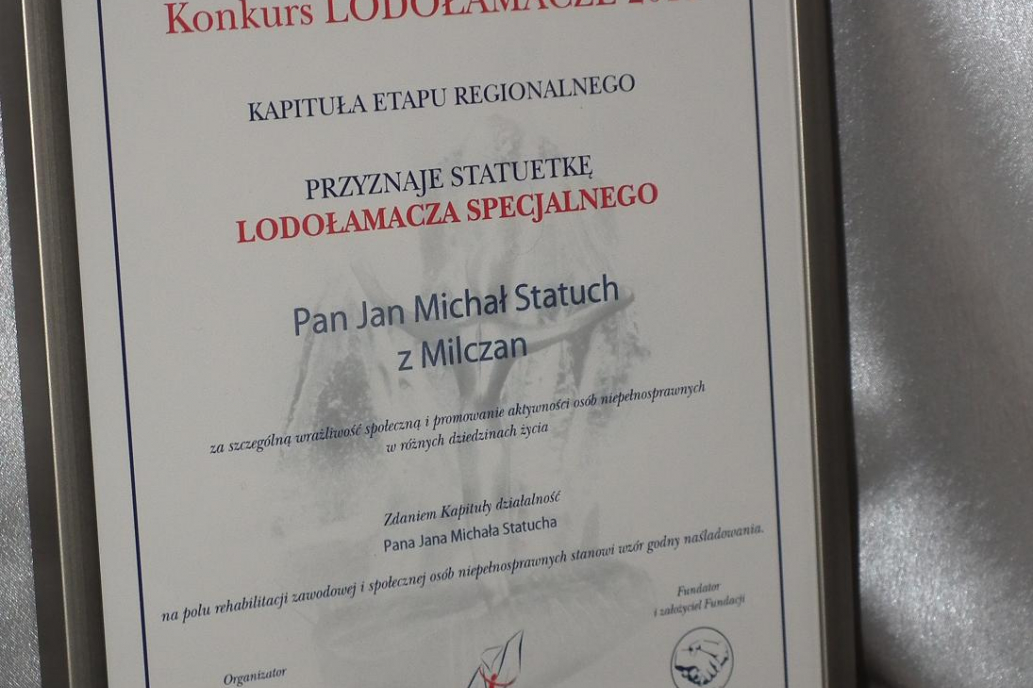 Konkurs LODOŁAMACZE
KAPITUŁA ETAPU REGIONALNEGO
PRZYZNAJE STATUETKĘ
LODOŁAMACZA SPECJALNEGO
Pan Jan Michał Statuch
z Milczan
za szczególną wrażliwość społeczną i promowanie aktywności osób niepełnosprawnych
w różnych dziedzinach życia
Zdaniem Kapituły działalność
Pana Jana Michała Statucha
na polu rehabilitacji zawodowej i społecznej osób niepełnosprawnych stanowi wzór godny naśladowania.
Fundator
i założyciel Fundacji
Organizator